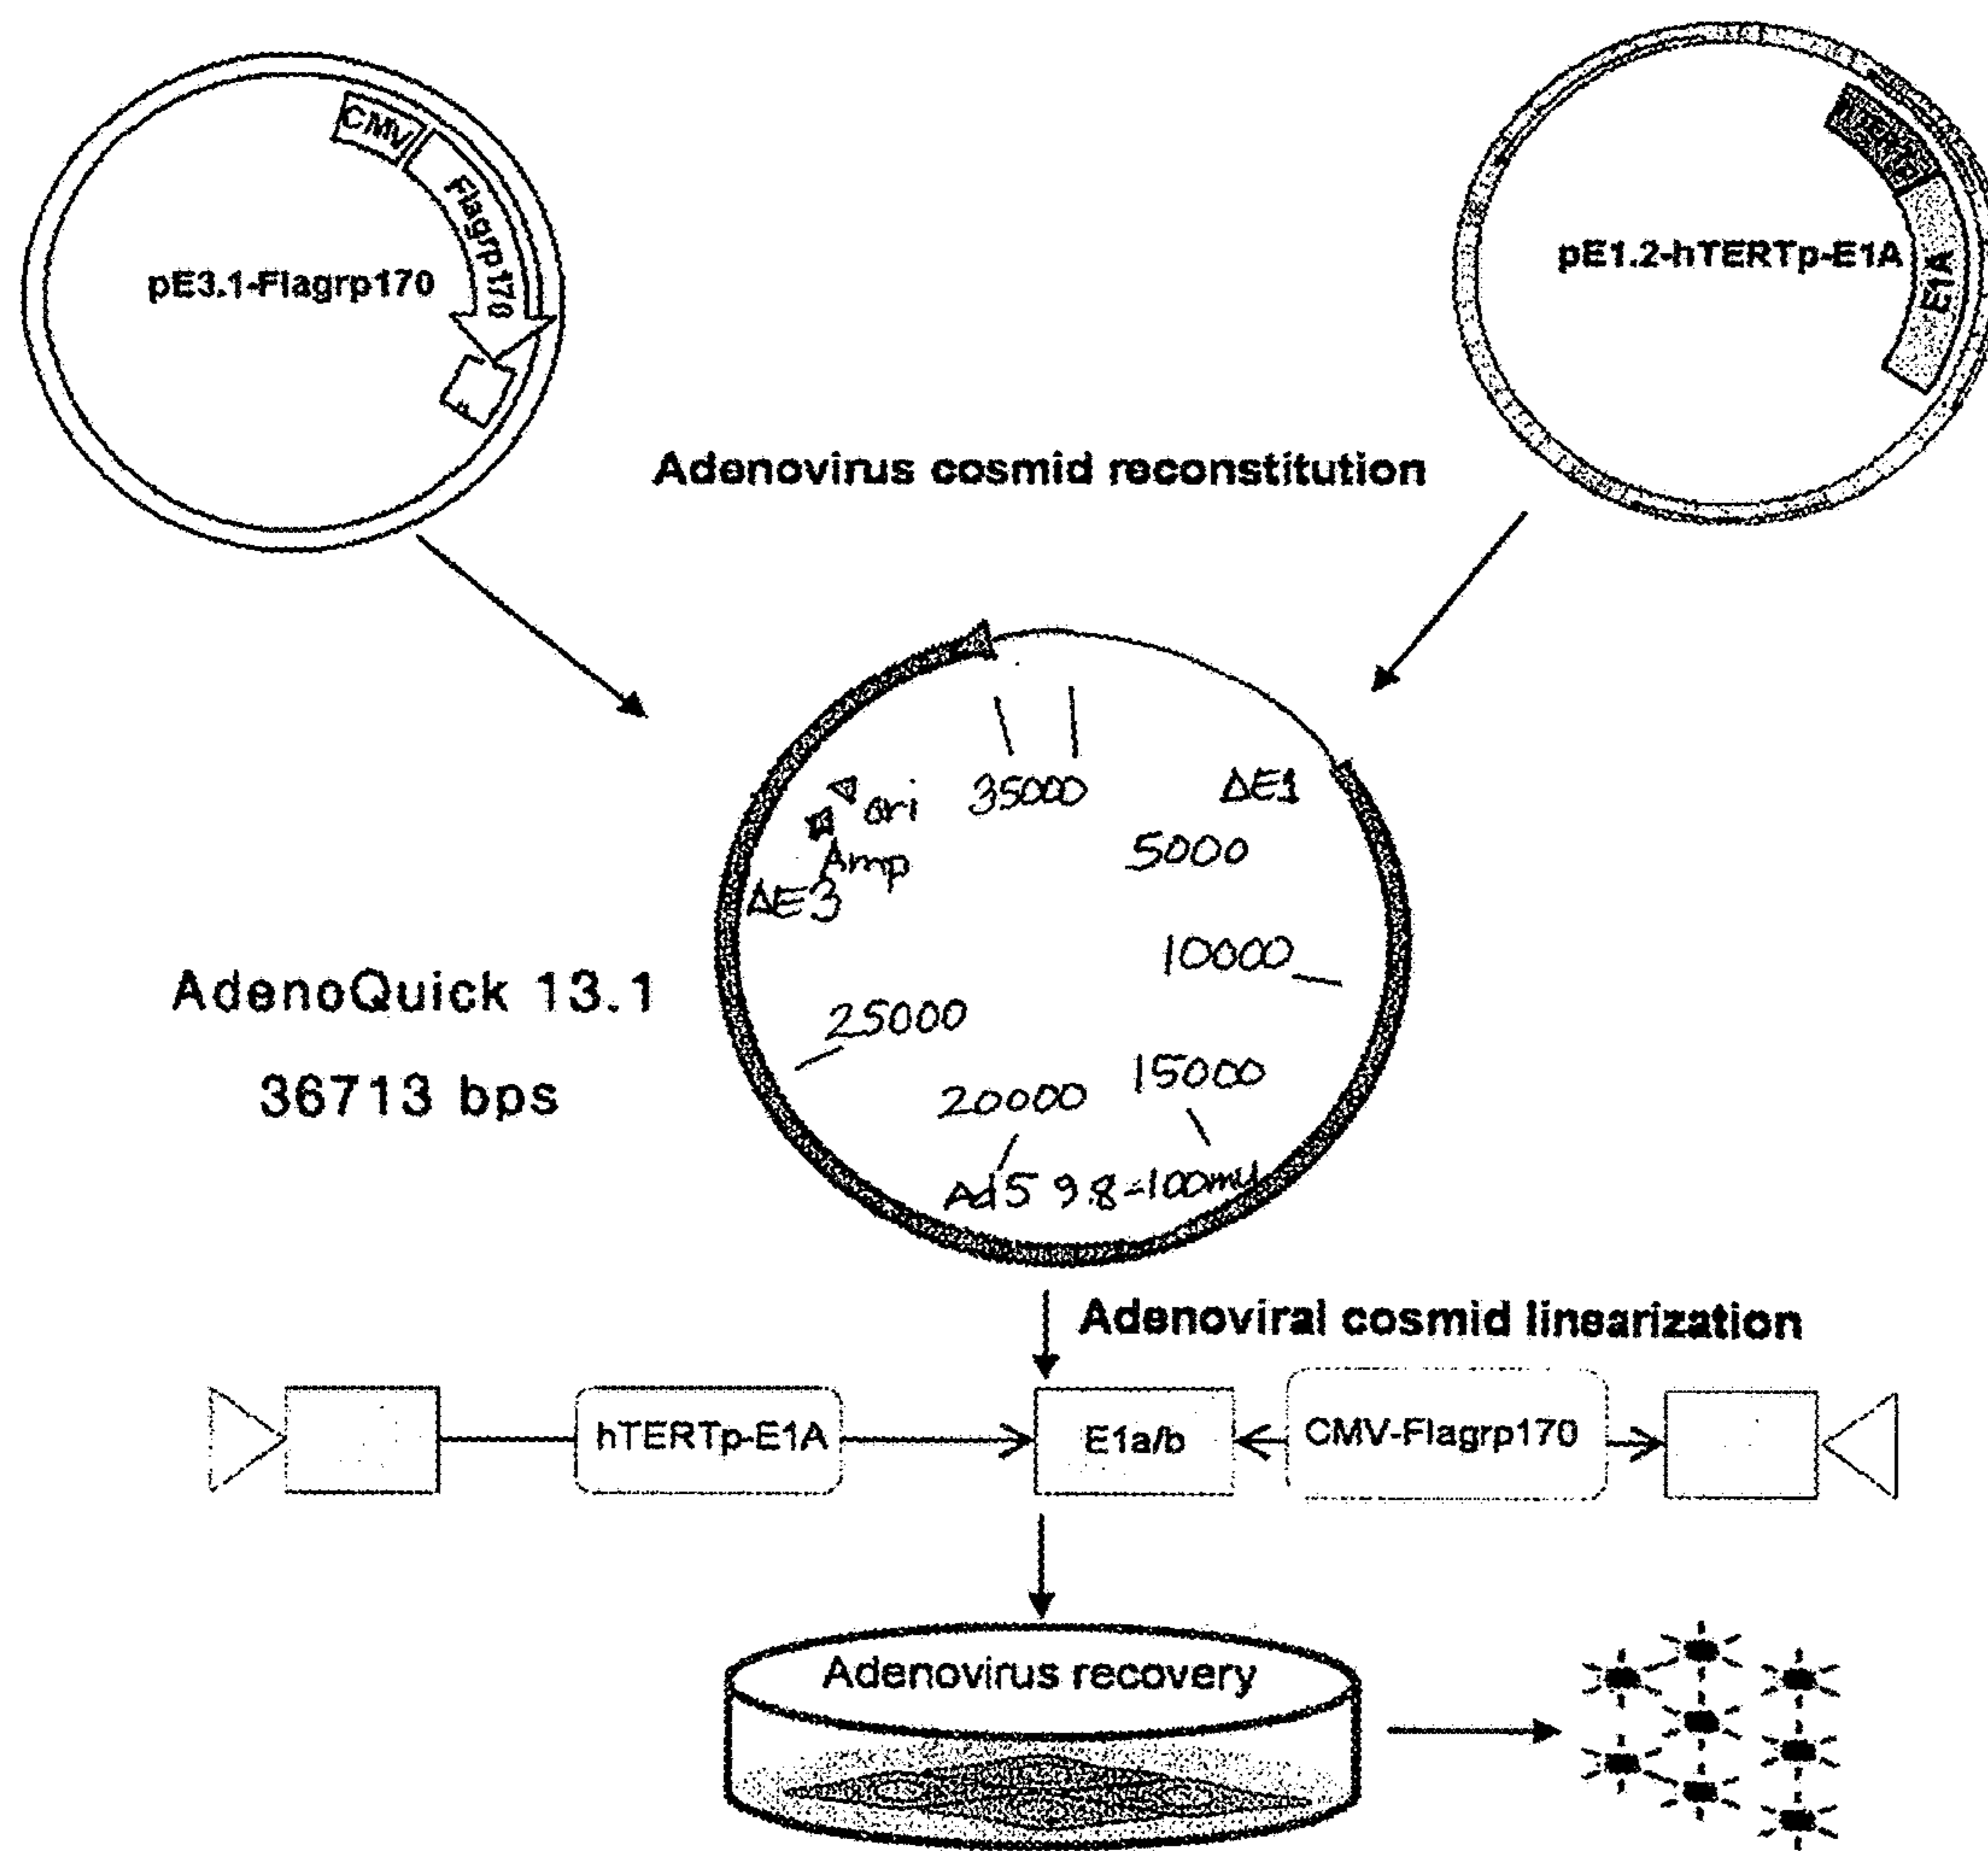 CMV
Flagrp170
pE3.1-Flagrp170
pE1.2-hTERTp-E1A
E1A
Adenovirus cosmid reconstitution
35000
ΔE1
ori
5000
Amp
ΔE3
10000
AdenoQuick 13.1
25000
36713 bps
15000
20000
Ad5 9.8-100mu
Adenoviral cosmid linearization
hTERTp-E1A
E1a/b
CMV-Flagrp170
Adenovirus recovery